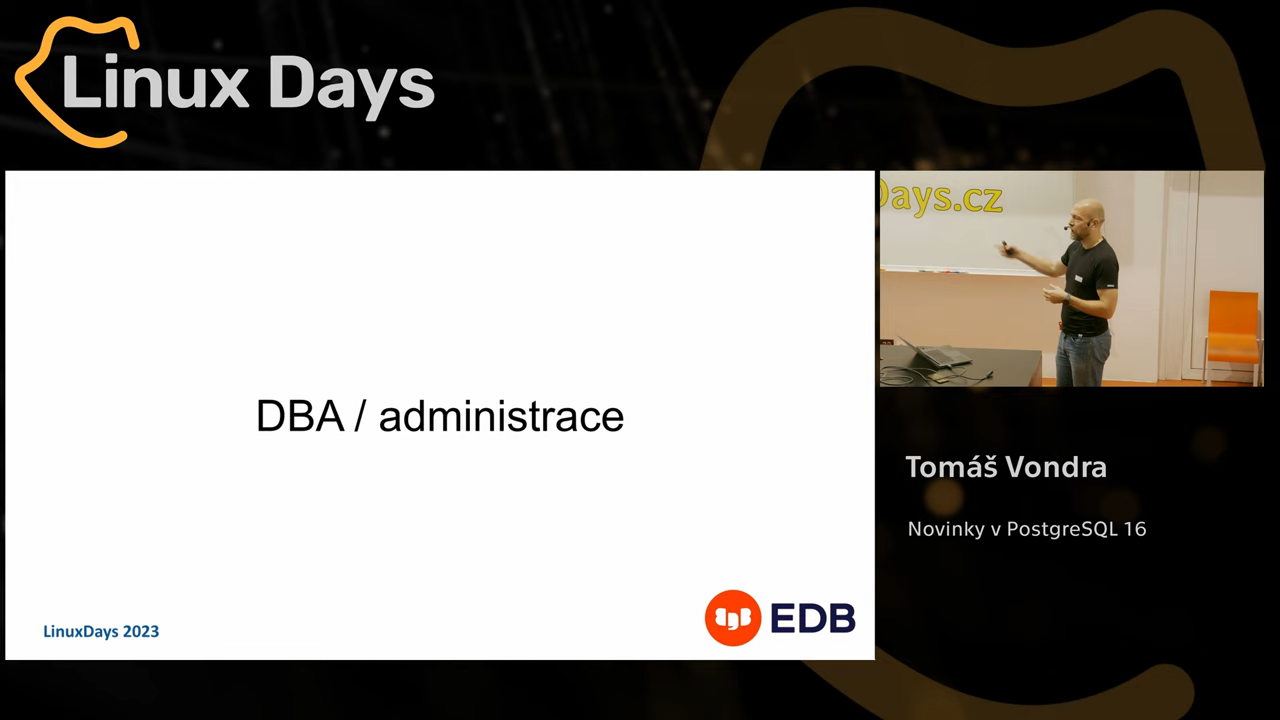 Linux Days
DBA / administrace
LinuxDays 2023
EDB
Days.cz
Tomáš Vondra
Novinky v PostgreSQL 16